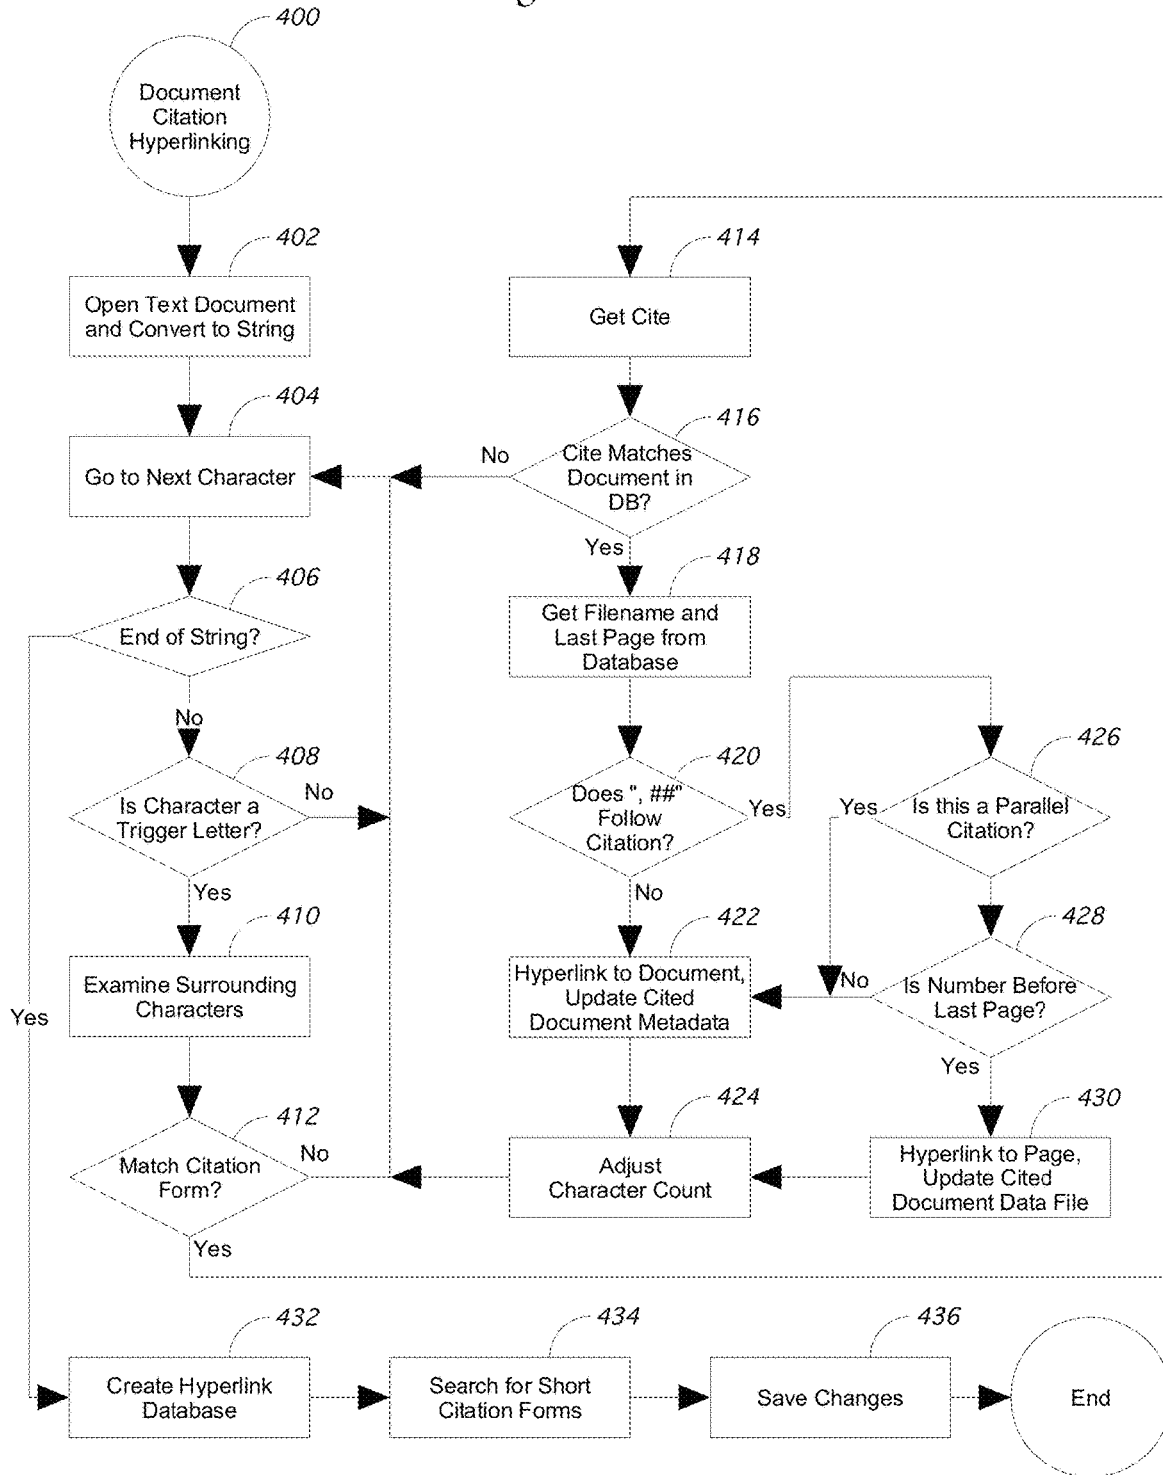 400
Document
Citation
Hyperlinking
402
Open Text Document
and Convert to String
404
Go to Next Character
406
End of String?
No
408
Is Character a
Trigger Letter?
No
Yes
410
Examine Surrounding
Characters
Yes
412
Match Citation
Form?
No
Yes
414
Get Cite
416
Cite Matches
Document in
DB?
No
Yes
418
Get Filename and
Last Page from
Database
420
Does ", ##"
Follow
Citation?
Yes
No
422
Hyperlink to Document,
Update Cited
Document Metadata
424
Adjust
Character Count
426
Is this a Parallel
Citation?
Yes
428
Is Number Before
Last Page?
No
Yes
430
Hyperlink to Page,
Update Cited
Document Data File
432
Create Hyperlink
Database
434
Search for Short
Citation Forms
436
Save Changes
End